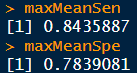 > maxMeanSen
[1] 0.8435887
> maxMeanSpe
[1] 0.7839081